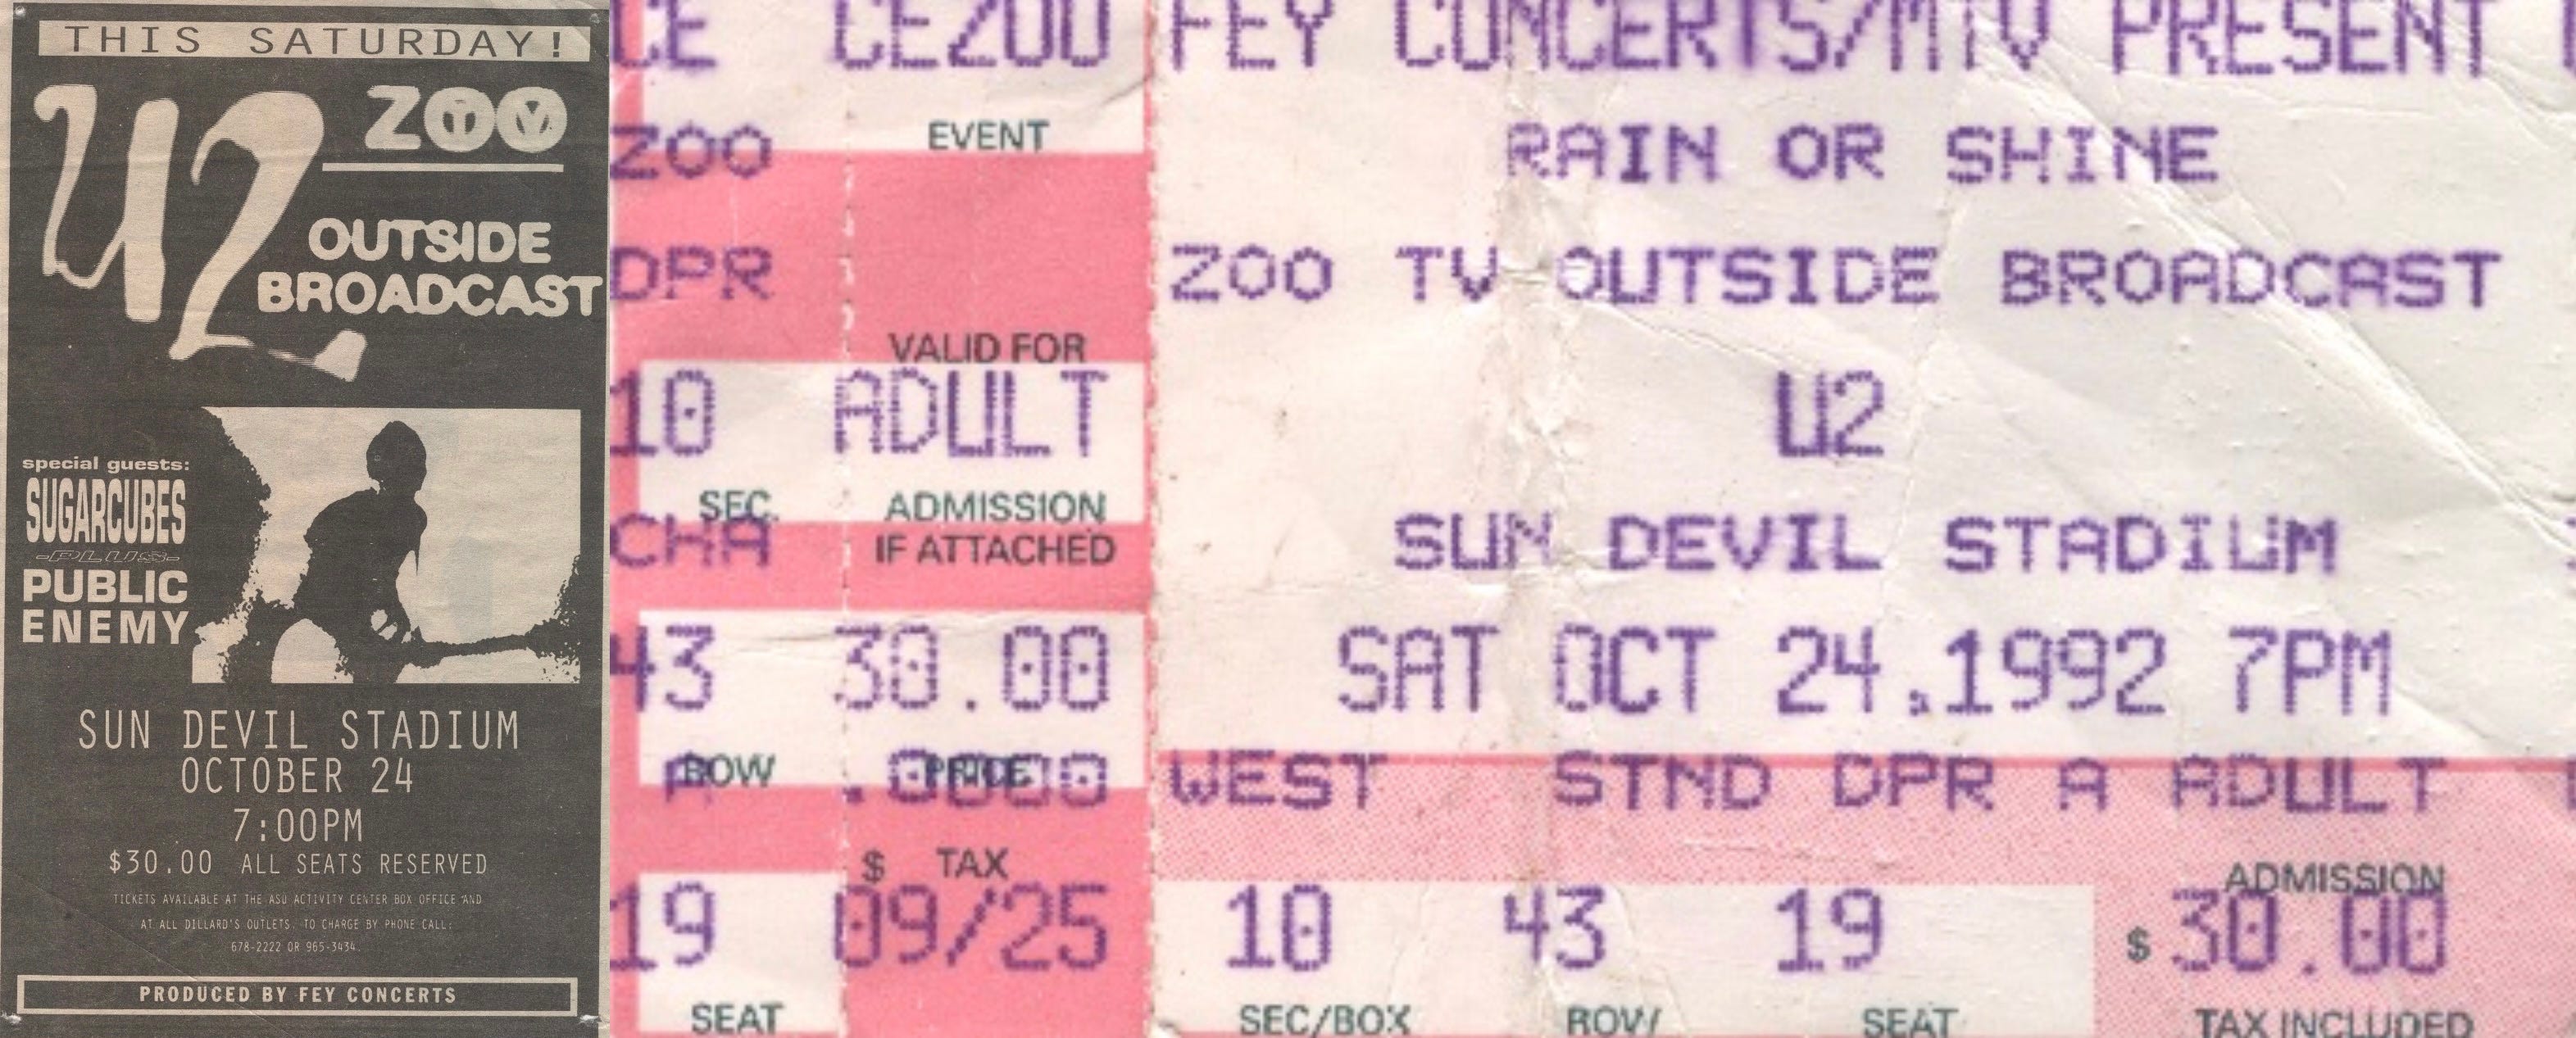 THIS SATURDAY!
U2
ZOO
TV
OUTSIDE
BROADCAST
special guests:
SUGARCUBES
-PLUS-
PUBLIC
ENEMY
SUN DEVIL STADIUM
OCTOBER 24
7:00PM
$30.00 ALL SEATS RESERVED
TICKETS AVAILABLE AT THE ASU ACTIVITY CENTER BOX OFFICE AND
AT ALL DILLARD'S OUTLETS. TO CHARGE BY PHONE CALL:
678-2222 OR 965-3434.
PRODUCED BY FEY CONCERTS
CE CEZOO
EVENT
ZOO
DPR
VALID FOR
10 ADULT
SEC. ADMISSION
CHA IF ATTACHED
43 30.00
ROW PRICE
A
$ TAX
19 09/25
SEAT
FEY CONCERTS/MTV PRESENT
RAIN OR SHINE
ZOO TV OUTSIDE BROADCAST
U2
SUN DEVIL STADIUM
SAT OCT 24,1992 7PM
WEST STND DPR A ADULT
ADMISSION
10 43 19 $ 30.00
SEC/BOX ROW SEAT TAX INCLUDED